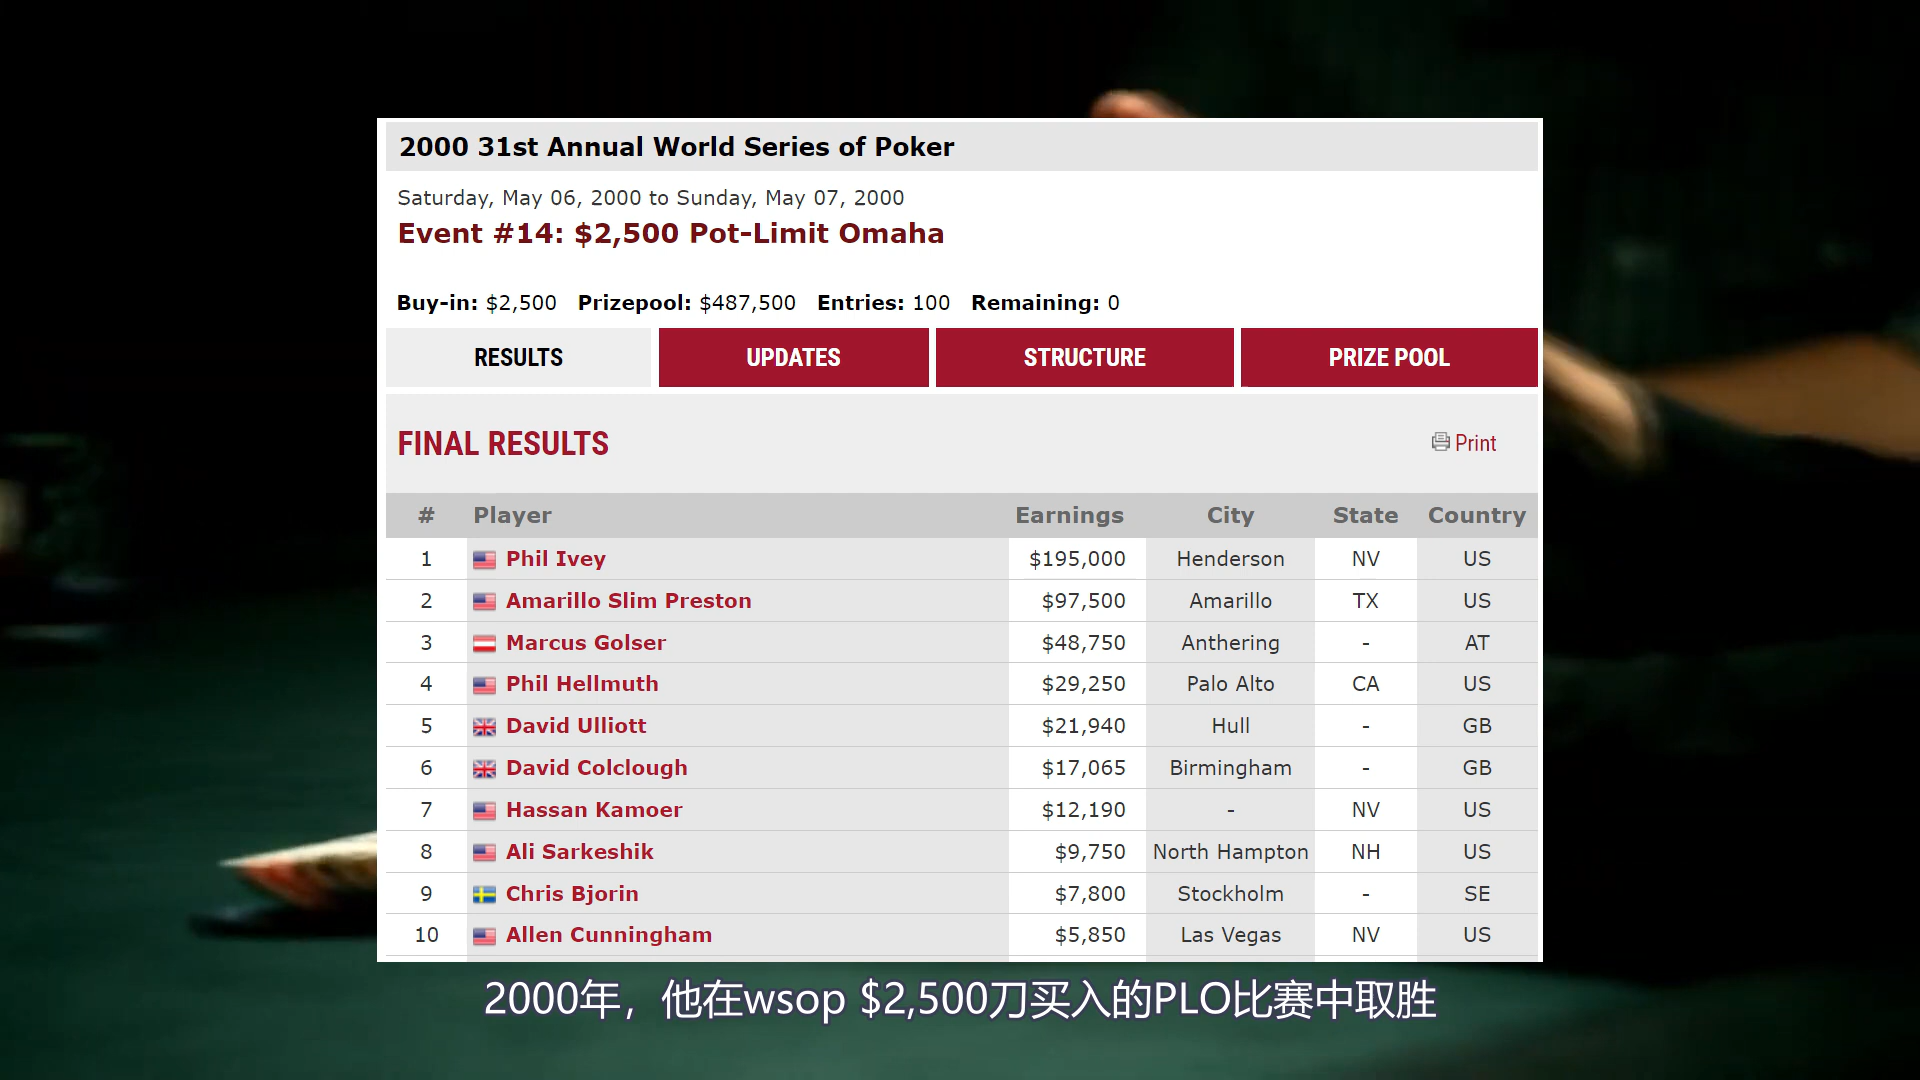 2000 31st Annual World Series of Poker
Saturday, May 06, 2000 to Sunday, May 07, 2000
Event #14: $2,500 Pot-Limit Omaha
Buy-in: $2,500 Prizepool: $487,500 Entries: 100 Remaining: 0
RESULTS UPDATES STRUCTURE PRIZE POOL
FINAL RESULTS Print
# Player Earnings City State Country
1 Phil Ivey $195,000 Henderson NV US
2 Amarillo Slim Preston $97,500 Amarillo TX US
3 Marcus Golser $48,750 Anthering - AT
4 Phil Hellmuth $29,250 Palo Alto CA US
5 David Ulliott $21,940 Hull - GB
6 David Colclough $17,065 Birmingham - GB
7 Hassan Kamoer $12,190 - NV US
8 Ali Sarkeshik $9,750 North Hampton NH US
9 Chris Bjorin $7,800 Stockholm - SE
10 Allen Cunningham $5,850 Las Vegas NV US
2000年，他在wsop $2,500刀买入的PLO比赛中取胜